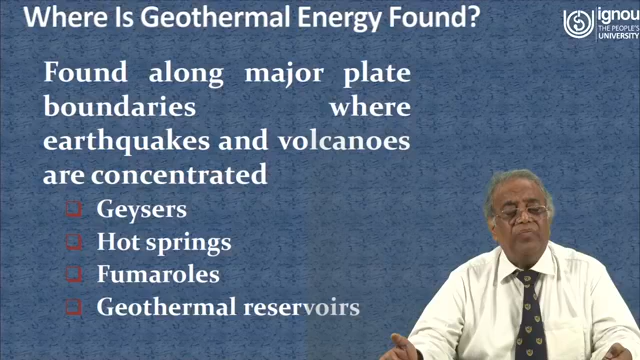 Where Is Geothermal Energy Found?
ignou
THE PEOPLE'S
UNIVERSITY
Found along major plate
boundaries where
earthquakes and volcanoes
are concentrated
Geysers
Hot springs
Fumaroles
Geothermal reservoirs